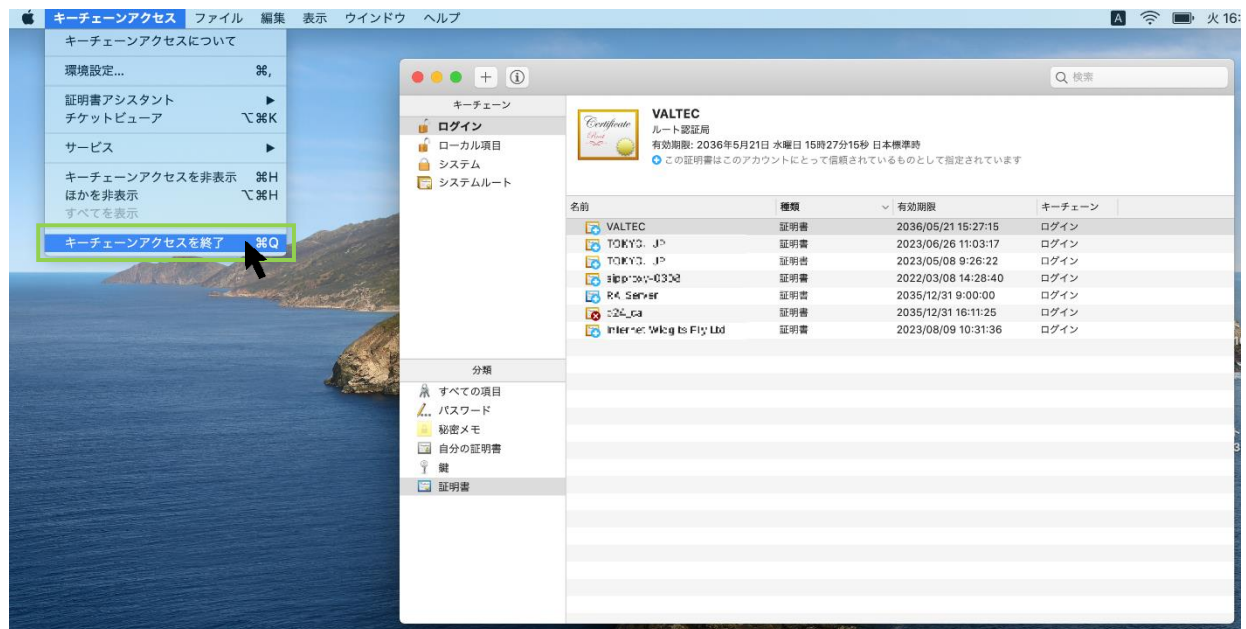 キーチェーンアクセス ファイル 編集 表示 ウインドウ ヘルプ A 火 16:
キーチェーンアクセスについて
環境設定... ⌘,
証明書アシスタント ▶
チケットビューア ⌥⌘K
サービス ▶
キーチェーンアクセスを非表示 ⌘H
ほかを非表示 ⌥⌘H
すべてを表示
キーチェーンアクセスを終了 ⌘Q
検索
キーチェーン
ログイン
ローカル項目
システム
システムルート
Certificate
Root
VALTEC
ルート認証局
有効期限: 2036年5月21日 水曜日 15時27分15秒 日本標準時
この証明書はこのアカウントにとって信頼されているものとして指定されています
名前 種類 有効期限 キーチェーン
VALTEC 証明書 2036/05/21 15:27:15 ログイン
証明書 2023/06/26 11:03:17 ログイン
証明書 2023/05/08 9:26:22 ログイン
証明書 2022/03/08 14:28:40 ログイン
Server 証明書 2035/12/31 9:00:00 ログイン
証明書 2035/12/31 16:11:25 ログイン
証明書 2023/08/09 10:31:36 ログイン
分類
すべての項目
パスワード
秘密メモ
自分の証明書
鍵
証明書